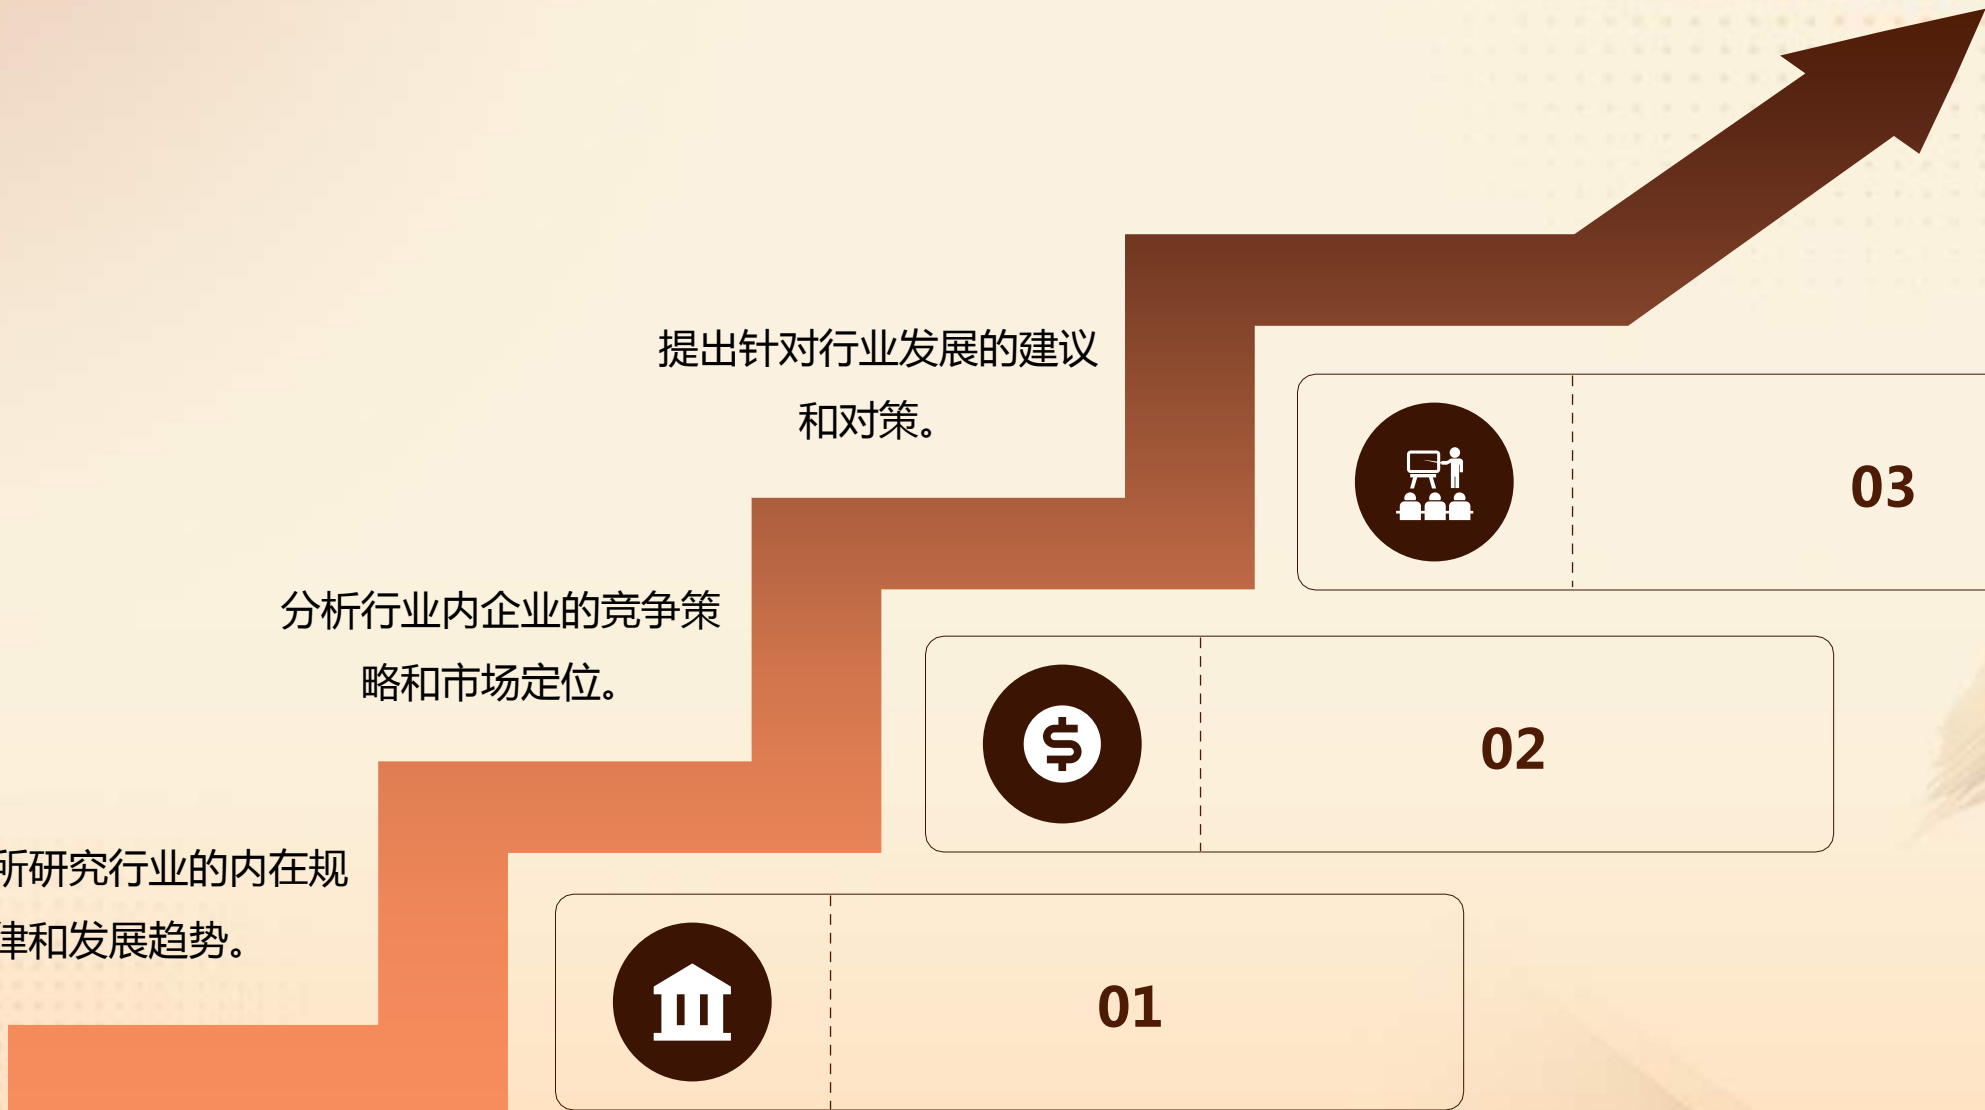 提出针对行业发展的建议
和对策。
03
分析行业内企业的竞争策
略和市场定位。
02
所研究行业的内在规
律和发展趋势。
01